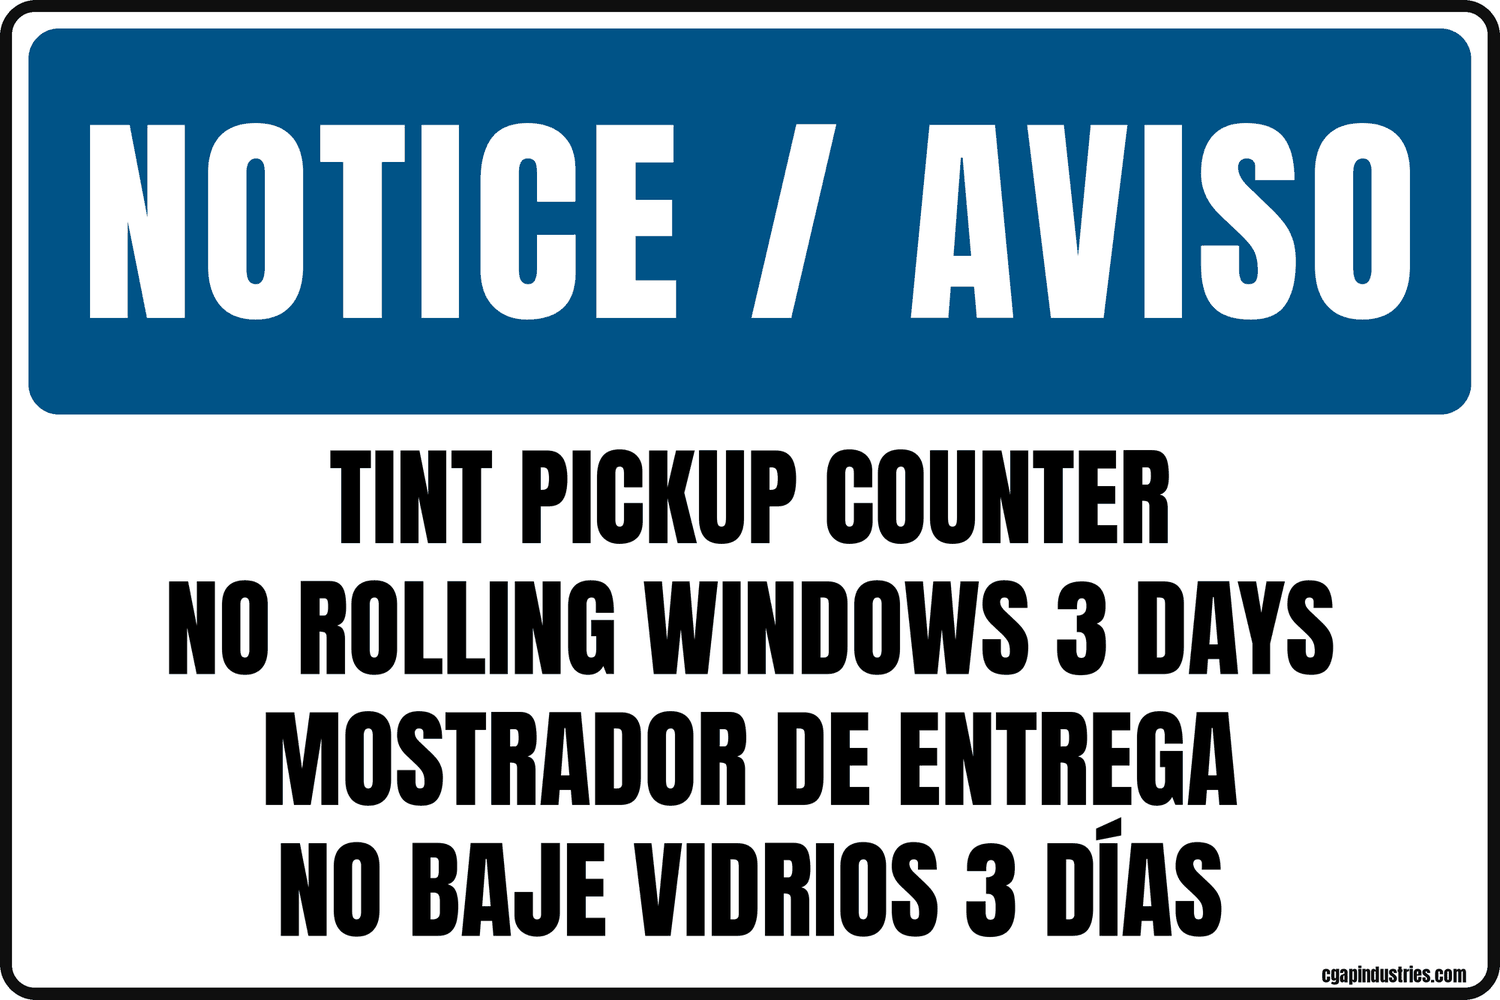 NOTICE / AVISO
TINT PICKUP COUNTER
NO ROLLING WINDOWS 3 DAYS
MOSTRADOR DE ENTREGA
NO BAJE VIDRIOS 3 DÍAS
cgapindustries.com